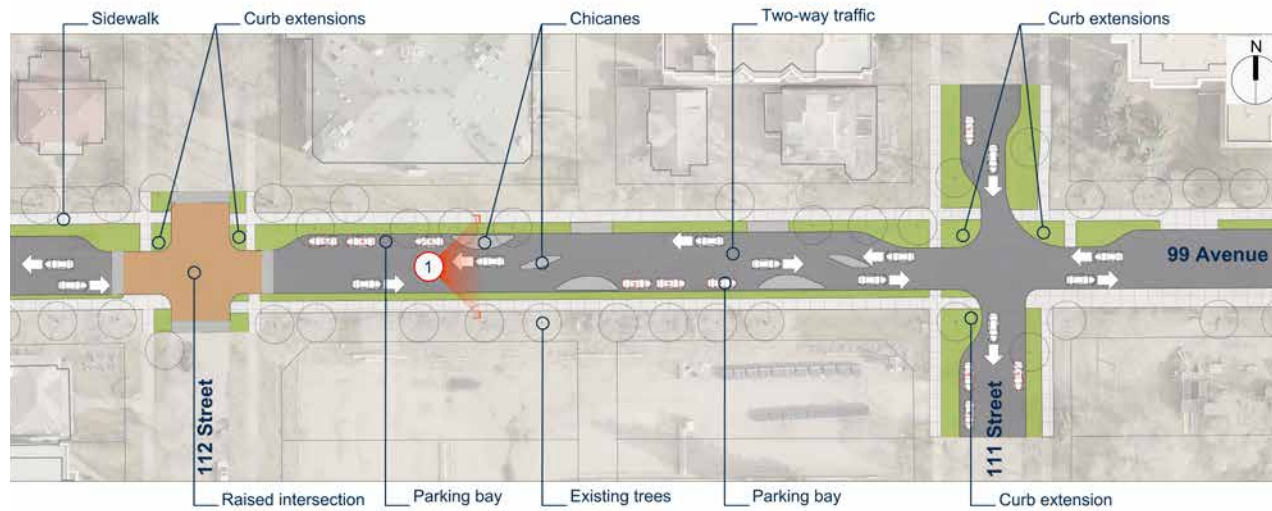 Sidewalk
Curb extensions
Chicanes
Two-way traffic
Curb extensions
N
1
99 Avenue
112 Street
111 Street
Raised intersection
Parking bay
Existing trees
Parking bay
Curb extension